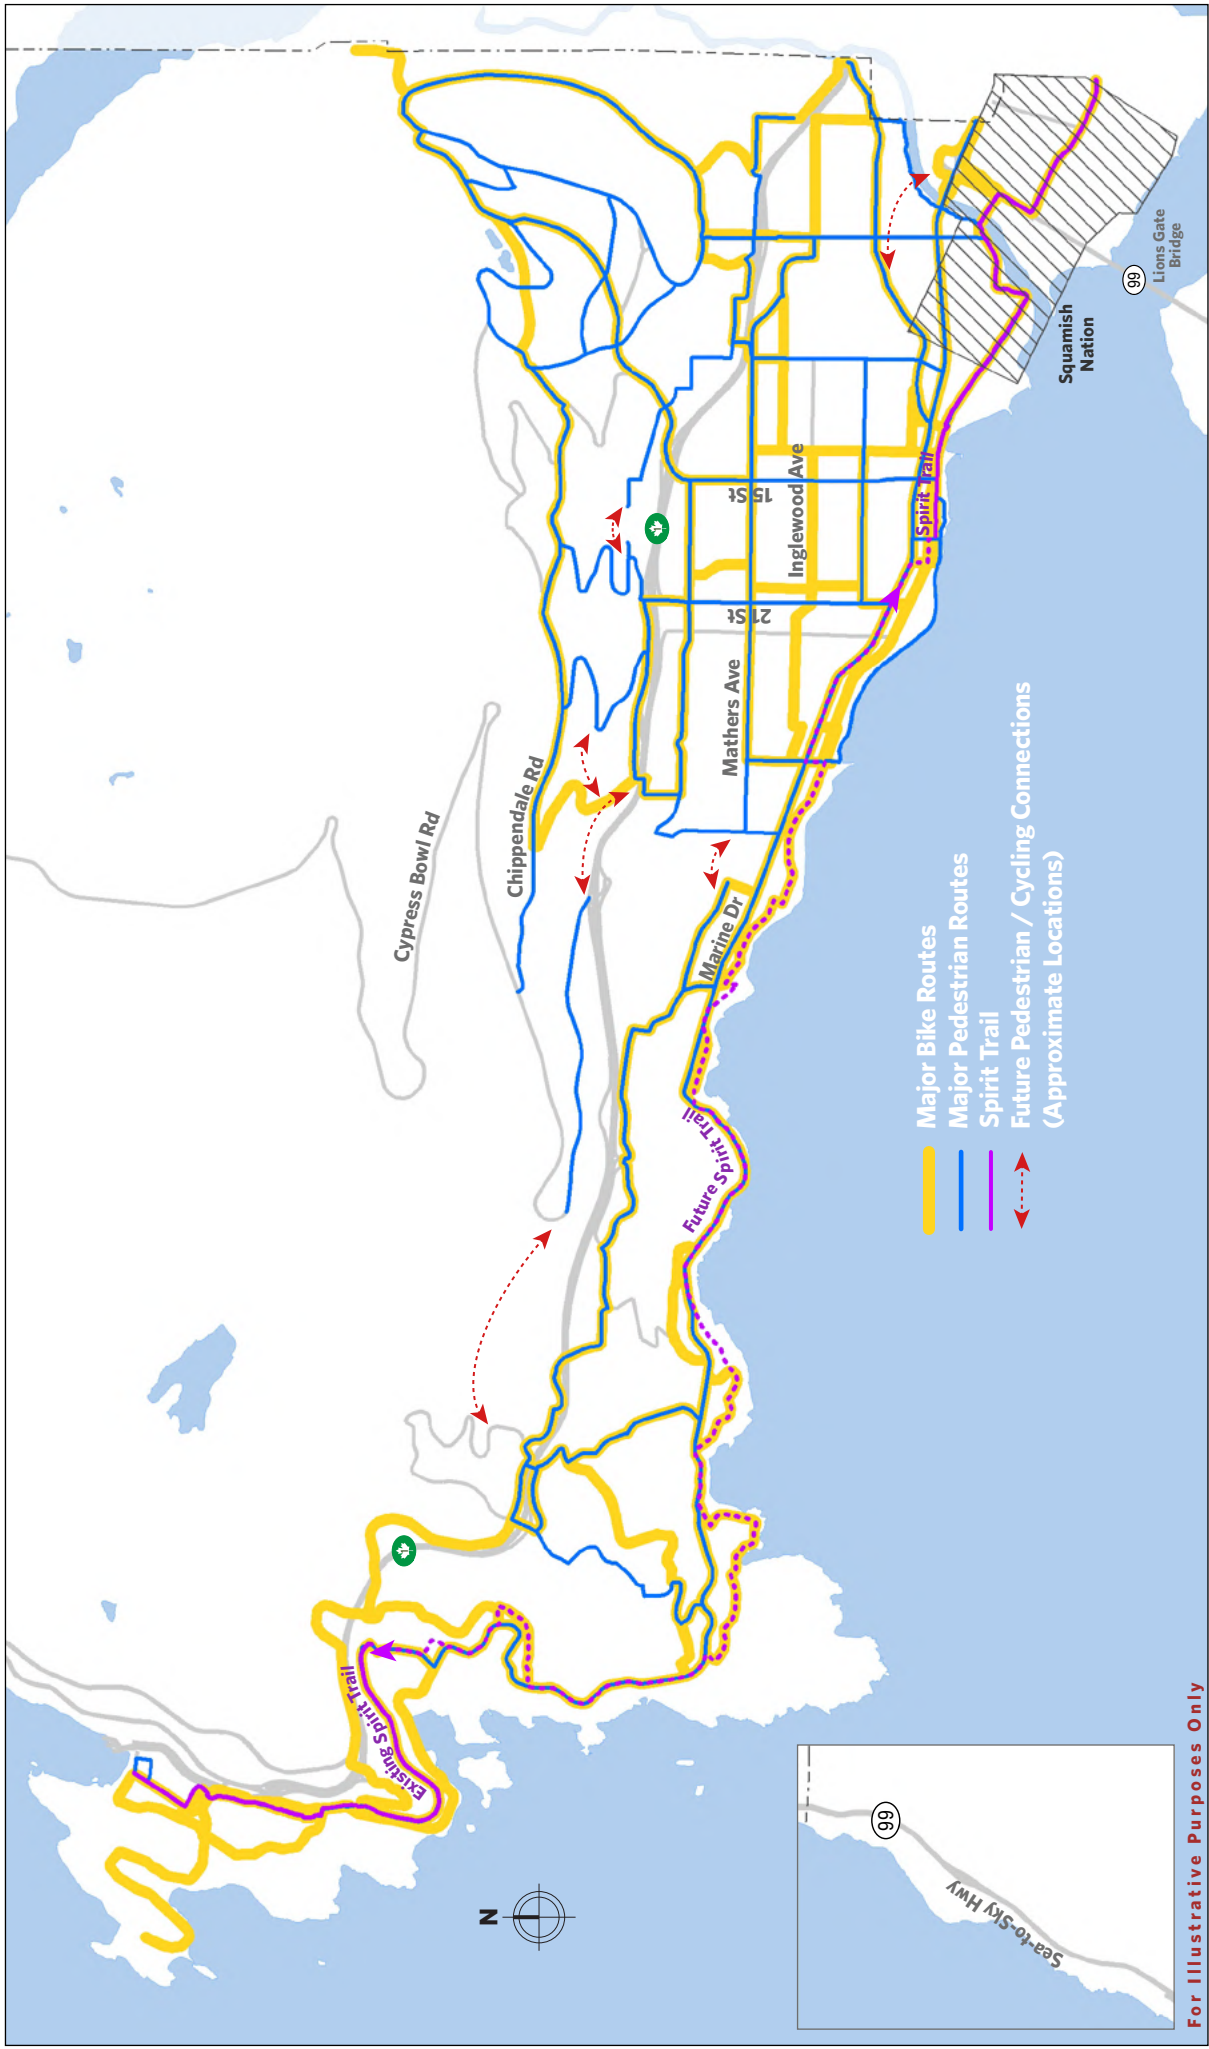 Cypress Bowl Rd
Chippendale Rd
Mathers Ave
21 St
15 St
Inglewood Ave
Marine Dr
Spirit Trail
Future Spirit Trail
Existing Spirit Trail
1
1
Squamish
Nation
99
Lions Gate
Bridge
Major Bike Routes
Major Pedestrian Routes
Spirit Trail
Future Pedestrian / Cycling Connections
(Approximate Locations)
N
99
Sea-to-Sky Hwy
For Illustrative Purposes Only